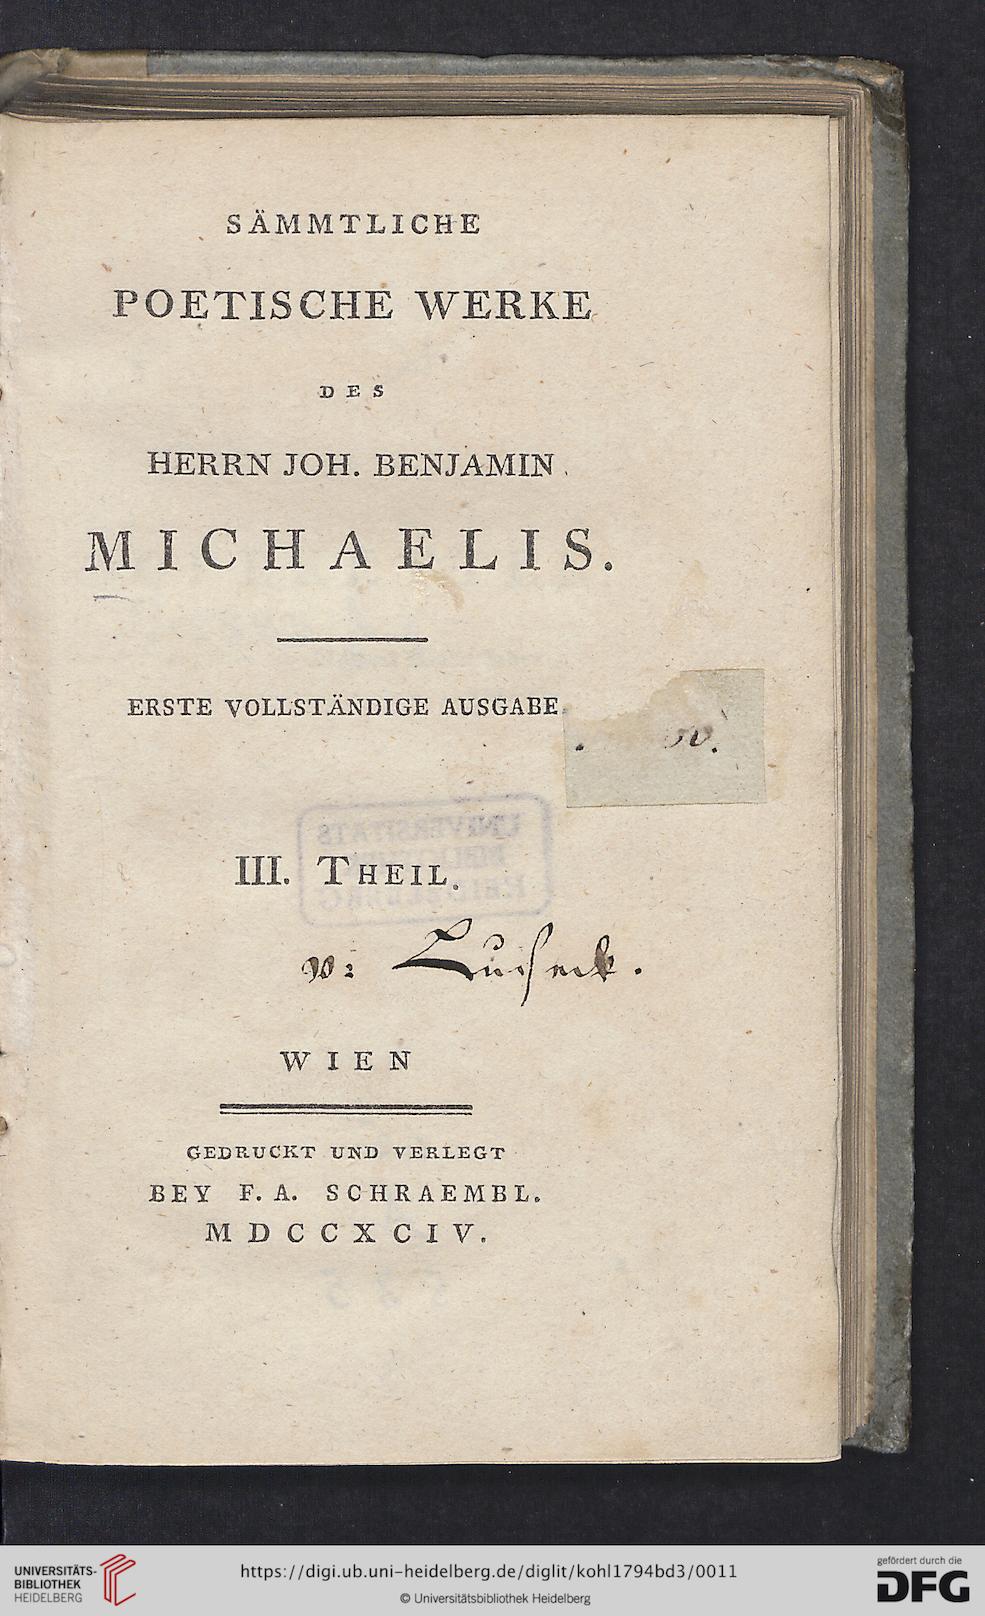 SÄMMTLICHE
POETISCHE WERKE
DES
HERRN JOH. BENJAMIN
MICHAELIS.
ERSTE VOLLSTÄNDIGE AUSGABE.
III. THEIL.
v:
WIEN
GEDRUCKT UND VERLEGT
BEY F. A. SCHRAEMBL.
MDCCXCIV.
UNIVERSITÄTS-
BIBLIOTHEK
HEIDELBERG
https://digi.ub.uni-heidelberg.de/diglit/kohl1794bd3/0011
© Universitätsbibliothek Heidelberg
gefördert durch die
DFG